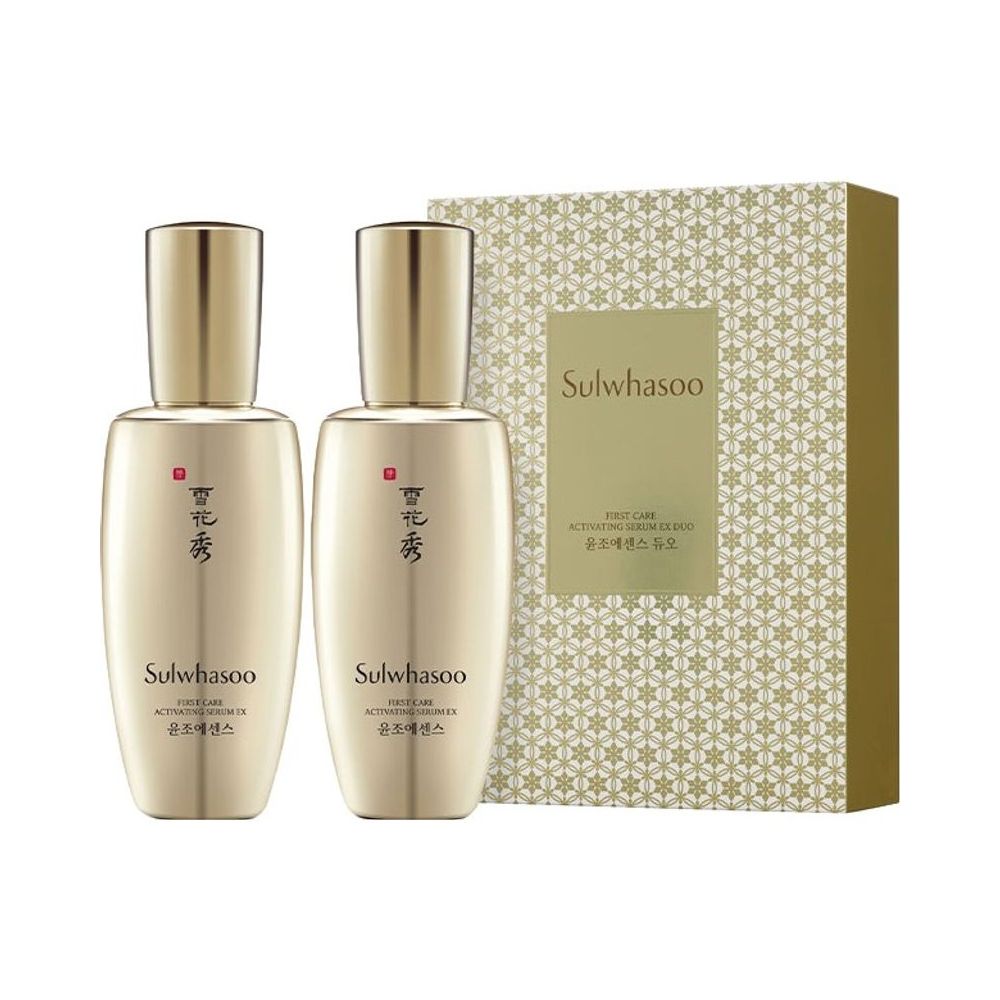 雪花秀
Sulwhasoo
FIRST CARE
ACTIVATING SERUM EX
윤조에센스
雪花秀
Sulwhasoo
FIRST CARE
ACTIVATING SERUM EX
윤조에센스
Sulwhasoo
FIRST CARE
ACTIVATING SERUM EX DUO
윤조에센스 듀오